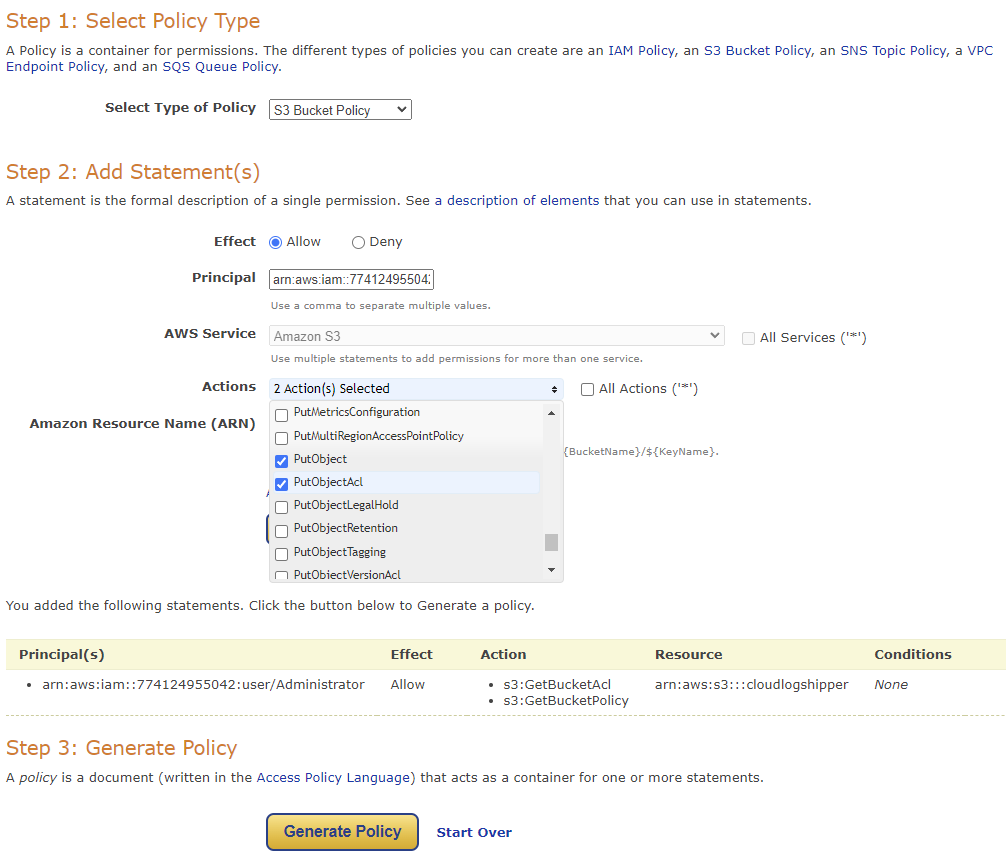 Step 1: Select Policy Type
A Policy is a container for permissions. The different types of policies you can create are an IAM Policy, an S3 Bucket Policy, an SNS Topic Policy, a VPC
Endpoint Policy, and an SQS Queue Policy.
Select Type of Policy S3 Bucket Policy
Step 2: Add Statement(s)
A statement is the formal description of a single permission. See a description of elements that you can use in statements.
Effect Allow Deny
Principal arn:aws:iam::77412495504
Use a comma to separate multiple values.
AWS Service Amazon S3 All Services ('*')
Use multiple statements to add permissions for more than one service.
Actions 2 Action(s) Selected All Actions ('*')
PutMetricsConfiguration
Amazon Resource Name (ARN)
PutMultiRegionAccessPointPolicy
{BucketName}/${KeyName}.
PutObject
PutObjectAcl
PutObjectLegalHold
PutObjectRetention
PutObjectTagging
PutObjectVersionAcl
You added the following statements. Click the button below to Generate a policy.
Principal(s) Effect Action Resource Conditions
• arn:aws:iam::774124955042:user/Administrator Allow • s3:GetBucketAcl arn:aws:s3:::cloudlogshipper None
• s3:GetBucketPolicy
Step 3: Generate Policy
A policy is a document (written in the Access Policy Language) that acts as a container for one or more statements.
Generate Policy Start Over